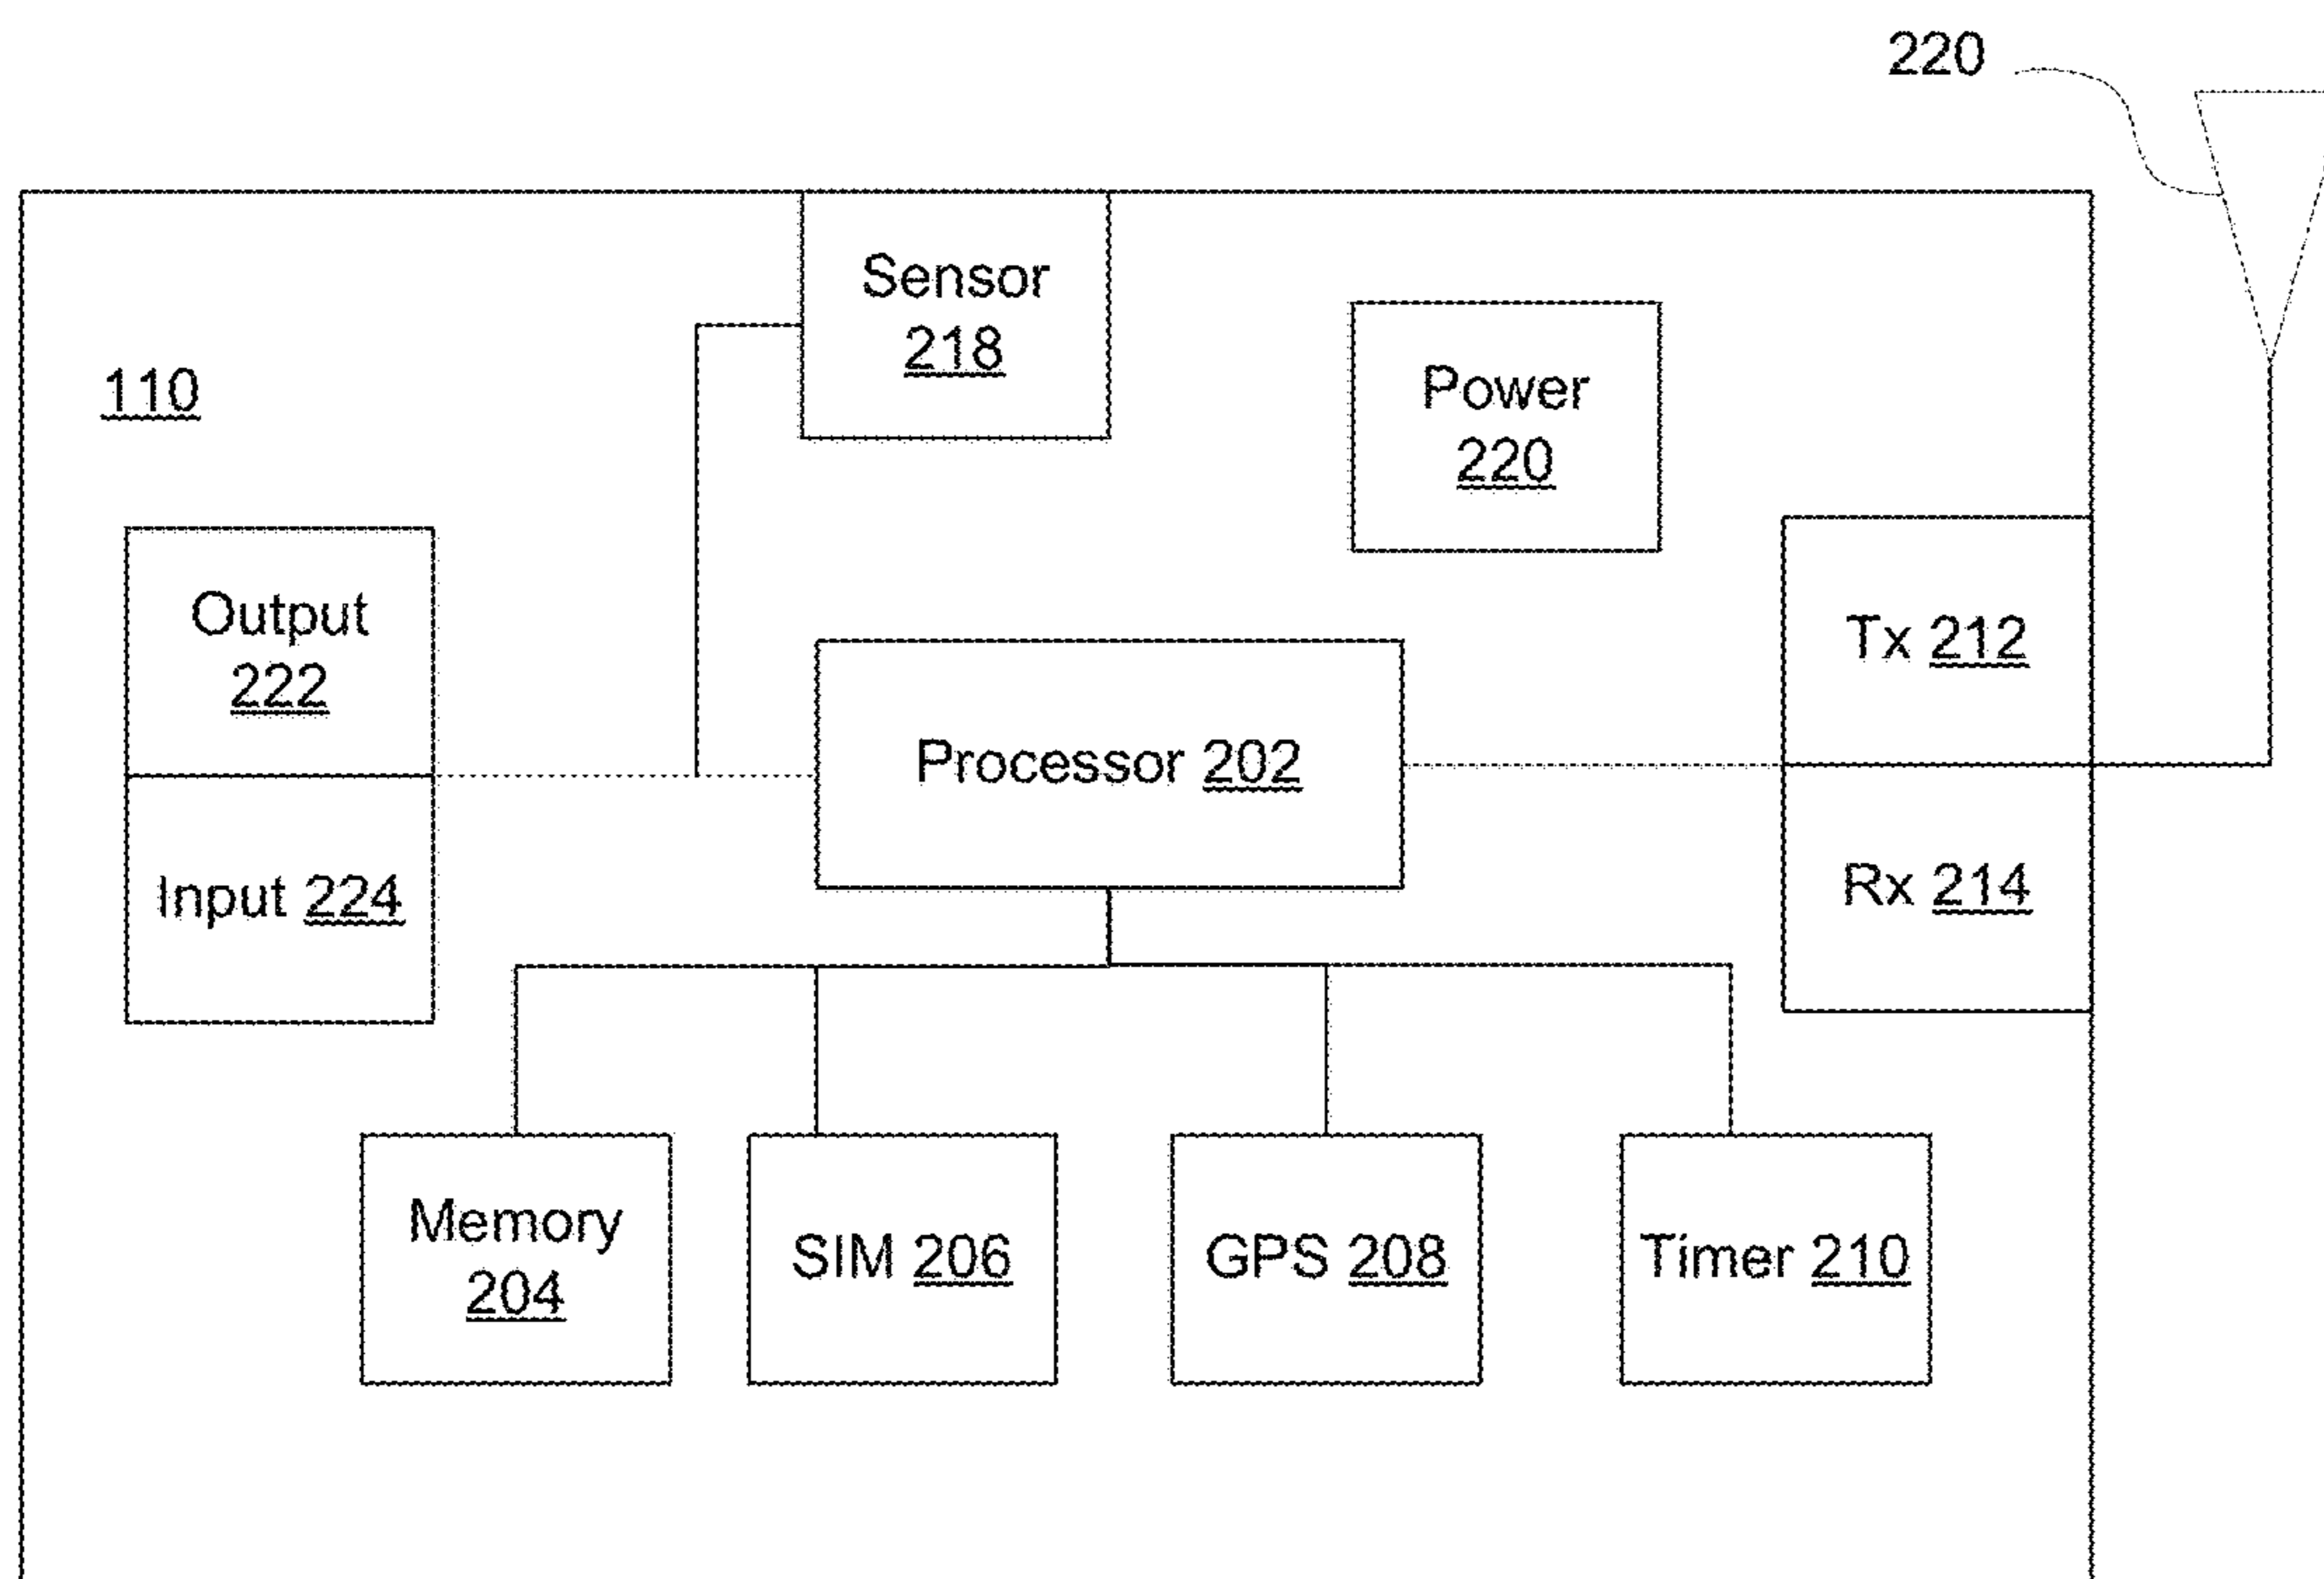 220
Sensor
218
110
Power
220
Output
222
Tx 212
Processor 202
Input 224
Rx 214
Memory
204
SIM 206
GPS 208
Timer 210